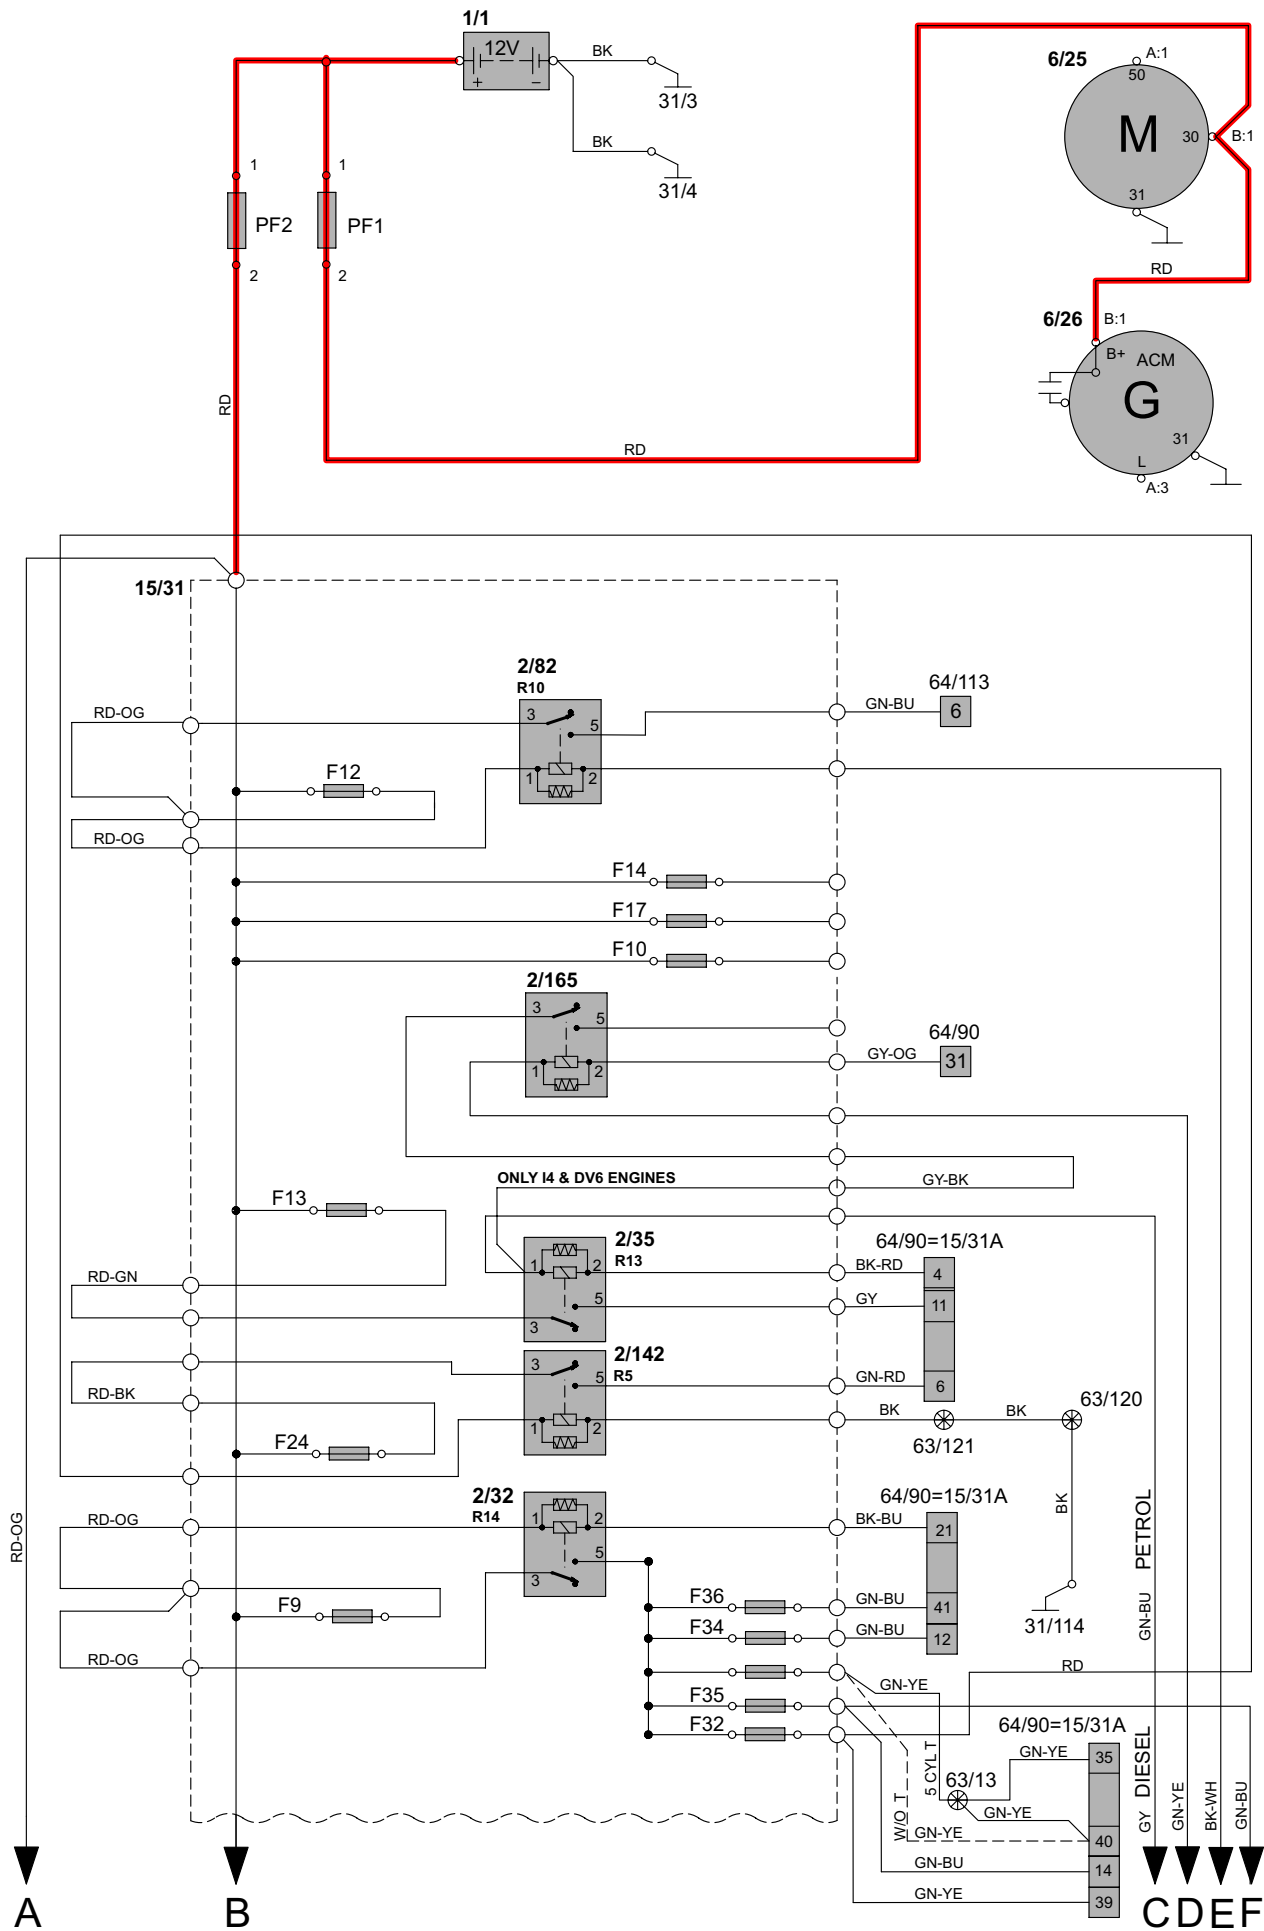 1/1
12V
+ −
BK
31/3
BK
31/4
6/25
A:1
50
M
30
B:1
31
RD
6/26
B:1
B+
ACM
G
31
L
A:3
1
PF2
2
1
PF1
2
RD
RD
15/31
2/82
R10
3
5
1
2
64/113
GN-BU
6
RD-OG
F12
RD-OG
F14
F17
F10
2/165
3
5
1
2
64/90
GY-OG
31
ONLY I4 & DV6 ENGINES
GY-BK
F13
RD-GN
2/35
R13
1
2
5
3
64/90=15/31A
BK-RD
4
GY
11
GN-RD
6
2/142
R5
3
5
1
2
RD-BK
F24
BK
63/121
BK
63/120
BK
31/114
2/32
R14
1
2
5
3
RD-OG
F9
RD-OG
64/90=15/31A
BK-BU
21
F36
GN-BU
41
F34
GN-BU
12
GN-YE
F35
F32
RD
64/90=15/31A
GN-YE
35
5 CYL T
63/13
GN-YE
W/O T
GN-YE
40
GN-BU
14
GN-YE
39
RD-OG
GN-BU PETROL
GY DIESEL
GN-YE
BK-WH
GN-BU
A
B
C
D
E
F